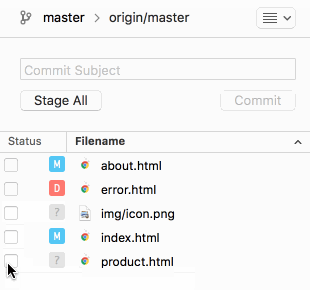 master > origin/master
Commit Subject
Stage All Commit
Status Filename
M about.html
D error.html
? img/icon.png
M index.html
? product.html